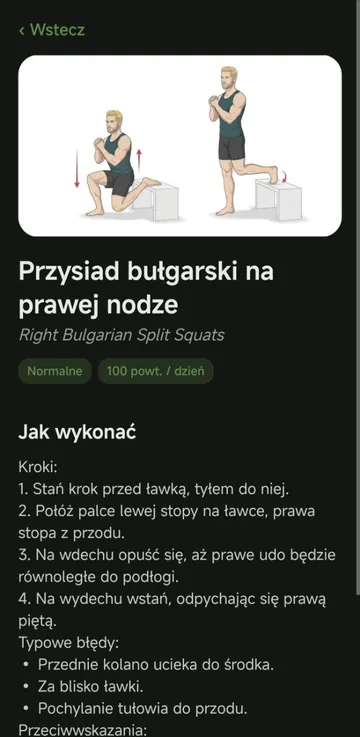 ‹ Wstecz
Przysiad bułgarski na
prawej nodze
Right Bulgarian Split Squats
Normalne
100 powt. / dzień
Jak wykonać
Kroki:
1. Stań krok przed ławką, tyłem do niej.
2. Połóż palce lewej stopy na ławce, prawa
stopa z przodu.
3. Na wdechu opuść się, aż prawe udo będzie
równoległe do podłogi.
4. Na wydechu wstań, odpychając się prawą
piętą.
Typowe błędy:
• Przednie kolano ucieka do środka.
• Za blisko ławki.
• Pochylanie tułowia do przodu.
Przeciwwskazania: